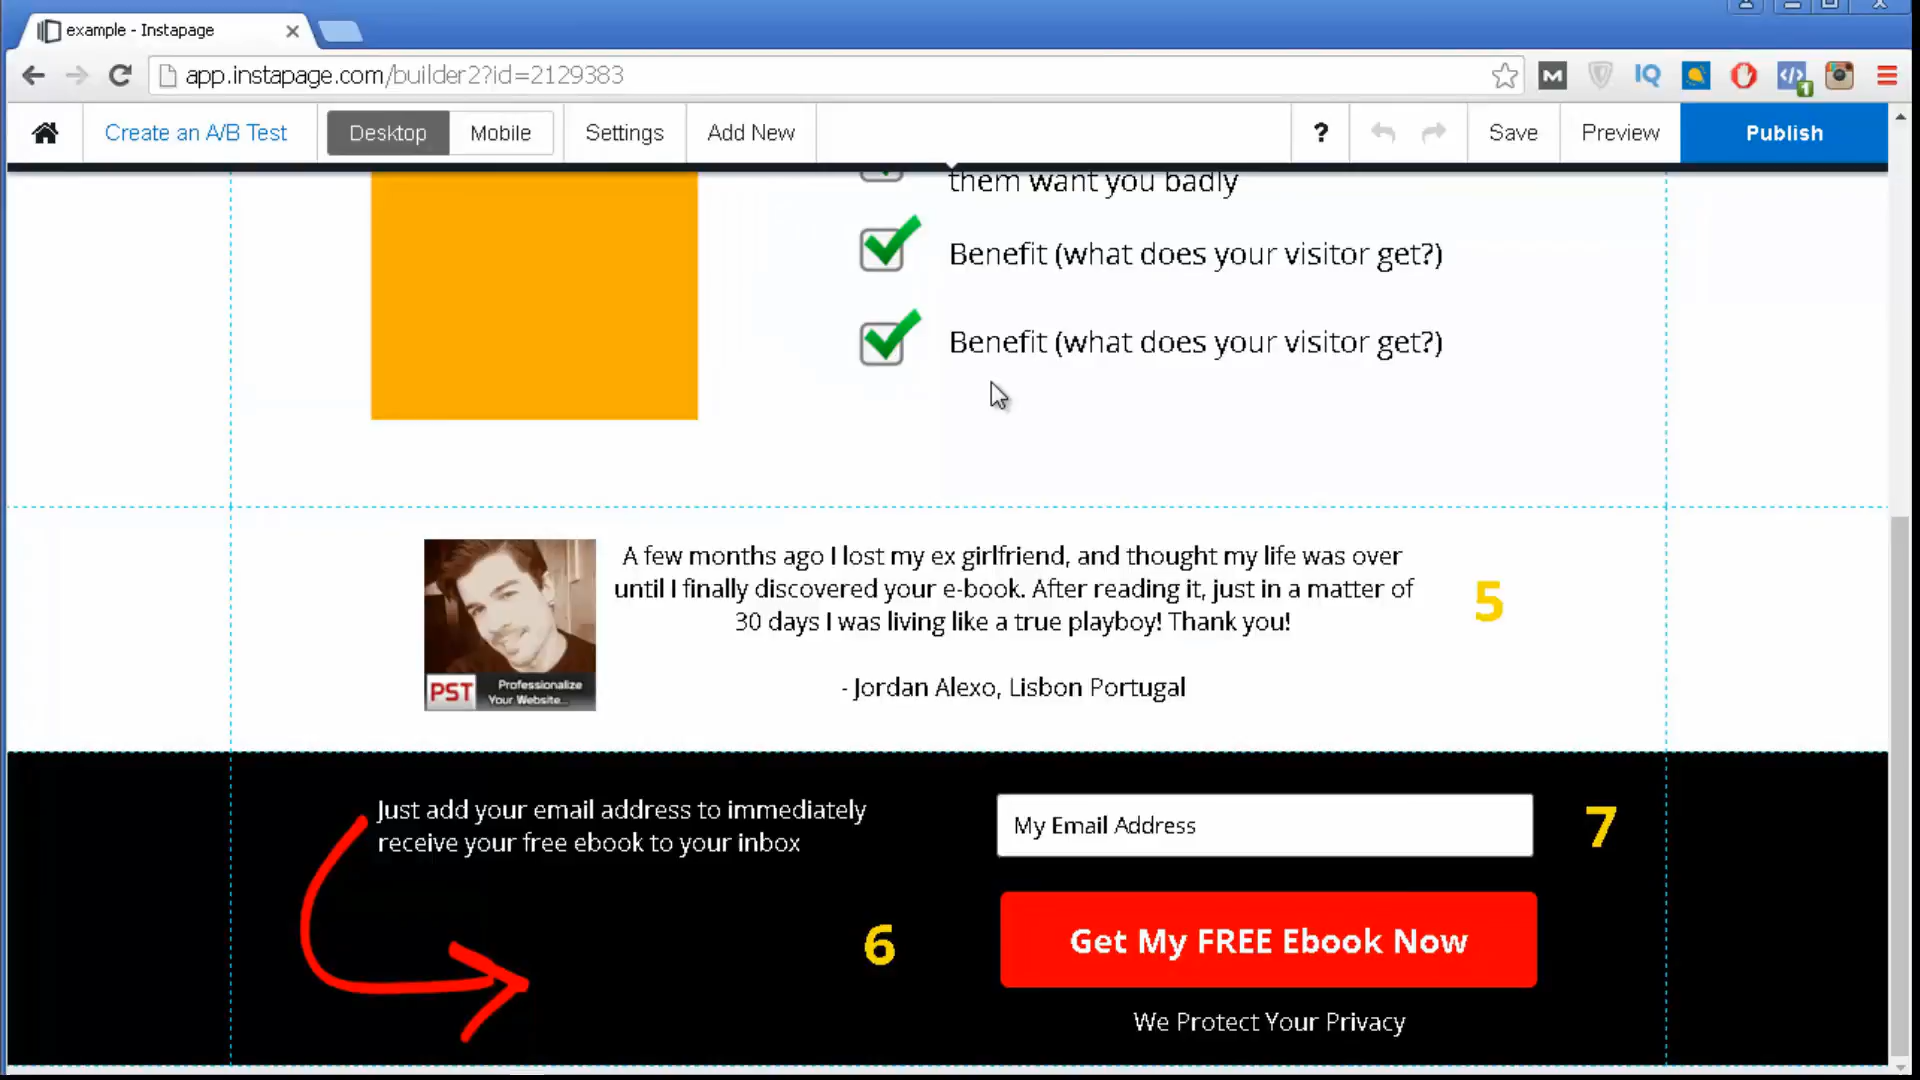 example - Instapage
app.instapage.com/builder2?id=2129383
M
IQ
</>
1
Create an A/B Test
Desktop
Mobile
Settings
Add New
?
Save
Preview
Publish
them want you badly
Benefit (what does your visitor get?)
Benefit (what does your visitor get?)
A few months ago I lost my ex girlfriend, and thought my life was over
until I finally discovered your e-book. After reading it, just in a matter of
30 days I was living like a true playboy! Thank you!
5
- Jordan Alexo, Lisbon Portugal
PST
Professionalize
Your Website...
Just add your email address to immediately
receive your free ebook to your inbox
My Email Address
7
6
Get My FREE Ebook Now
We Protect Your Privacy